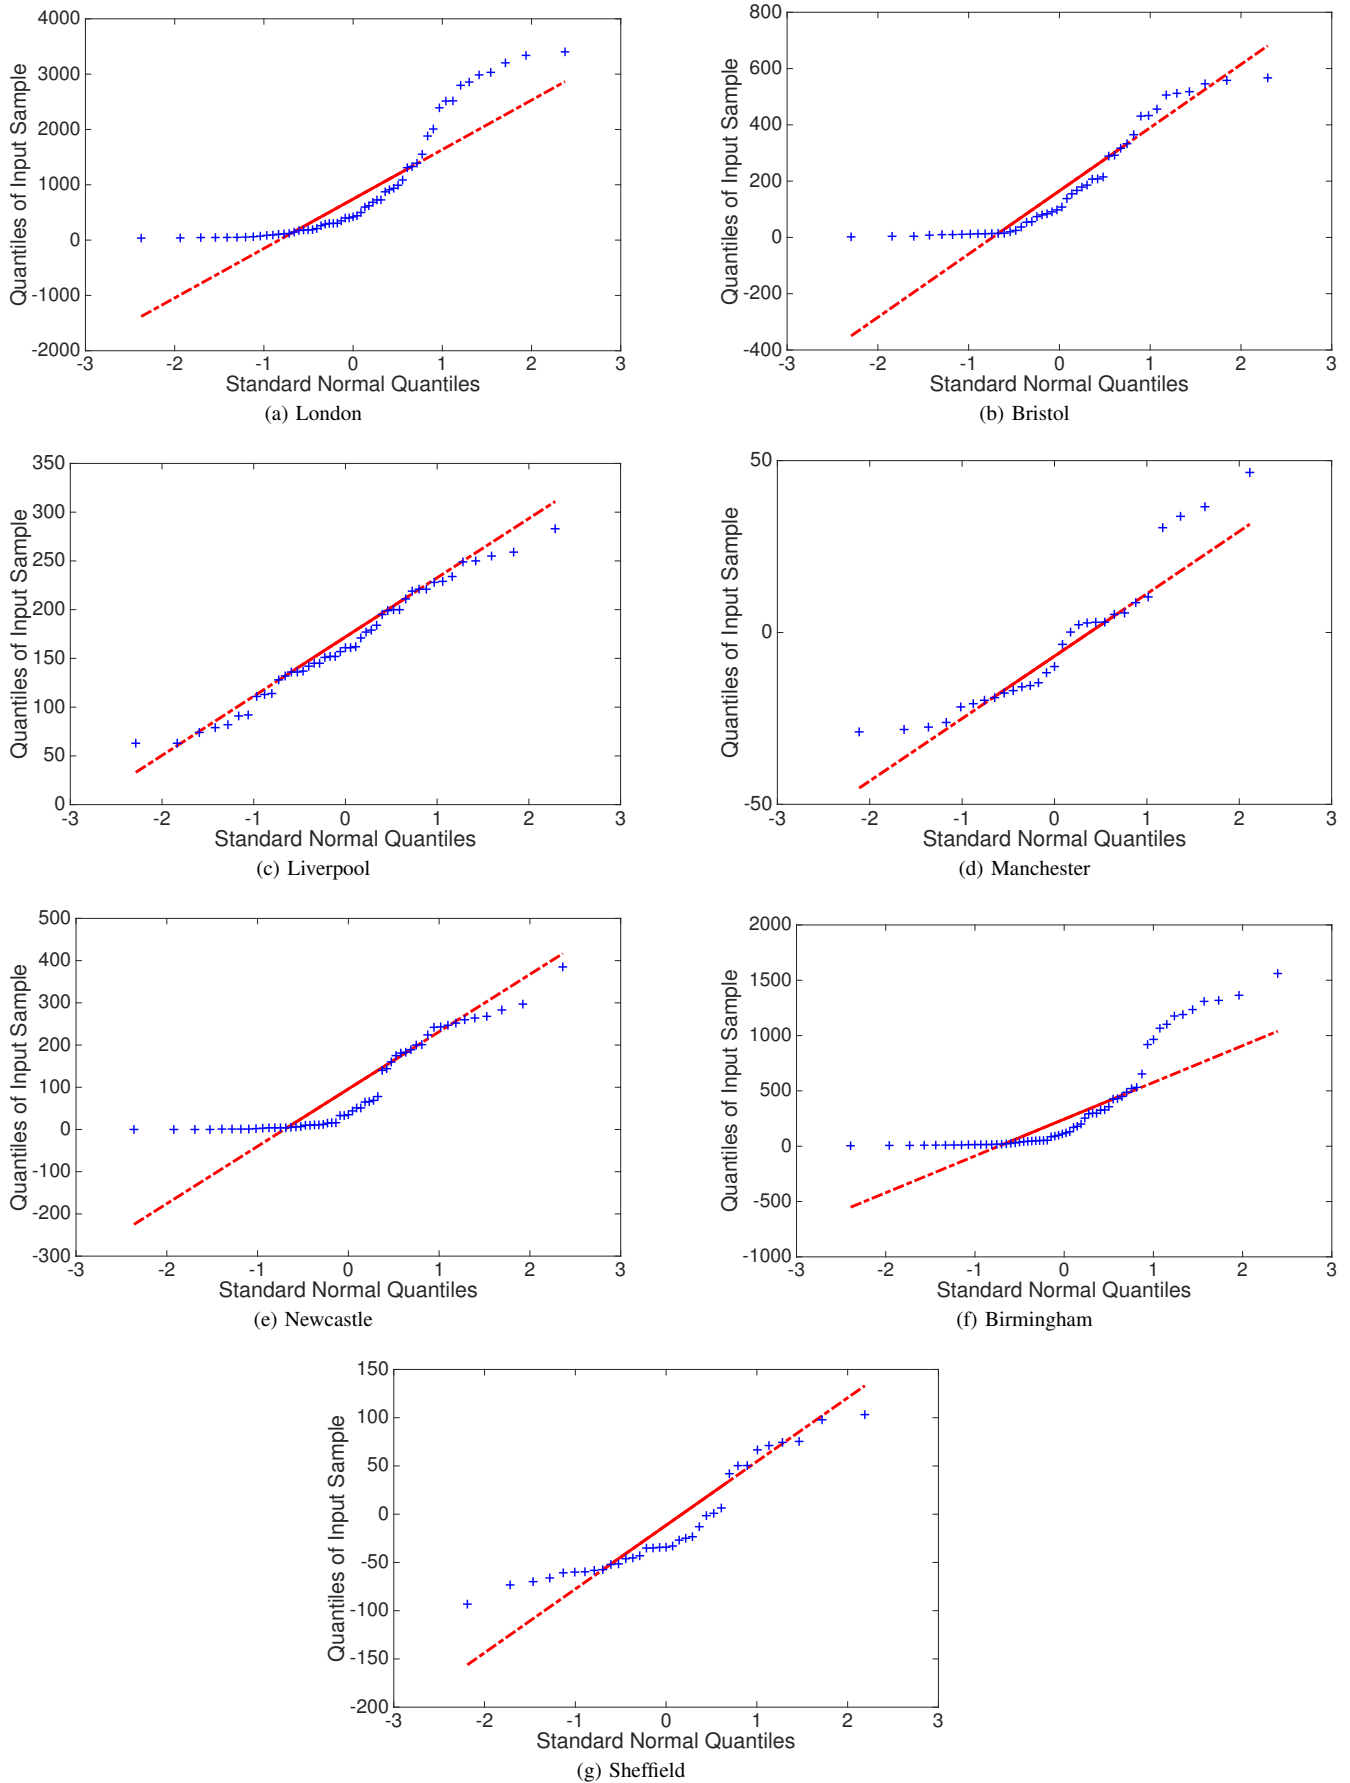 4000
3000
2000
1000
0
-1000
-2000
-3 -2 -1 0 1 2 3
Quantiles of Input Sample
Standard Normal Quantiles
(a) London
800
600
400
200
0
-200
-400
-3 -2 -1 0 1 2 3
Quantiles of Input Sample
Standard Normal Quantiles
(b) Bristol
350
300
250
200
150
100
50
0
-3 -2 -1 0 1 2 3
Quantiles of Input Sample
Standard Normal Quantiles
(c) Liverpool
50
0
-50
-3 -2 -1 0 1 2 3
Quantiles of Input Sample
Standard Normal Quantiles
(d) Manchester
500
400
300
200
100
0
-100
-200
-300
-3 -2 -1 0 1 2 3
Quantiles of Input Sample
Standard Normal Quantiles
(e) Newcastle
2000
1500
1000
500
0
-500
-1000
-3 -2 -1 0 1 2 3
Quantiles of Input Sample
Standard Normal Quantiles
(f) Birmingham
150
100
50
0
-50
-100
-150
-200
-3 -2 -1 0 1 2 3
Quantiles of Input Sample
Standard Normal Quantiles
(g) Sheffield